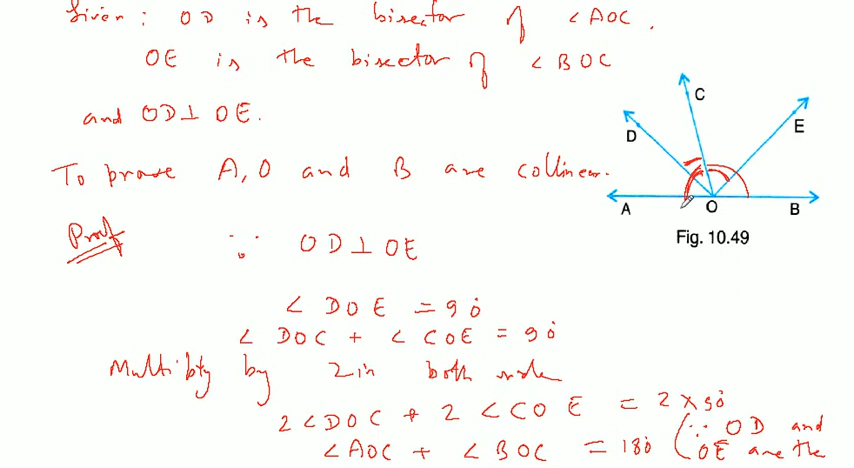 Given: OD is the bisector of ∠AOC.
OE is the bisector of ∠BOC
and OD⊥ OE.
To prove A, O and B are collinear.
C
D
E
A
O
B
Fig. 10.49
Proof
∵ OD⊥ OE
∠DOE = 90°
∠DOC + ∠COE = 90°
Multiply by 2 in both side
2∠DOC + 2∠COE = 2×90°
∠AOC + ∠BOC = 180° (∵ OD and
OE are the